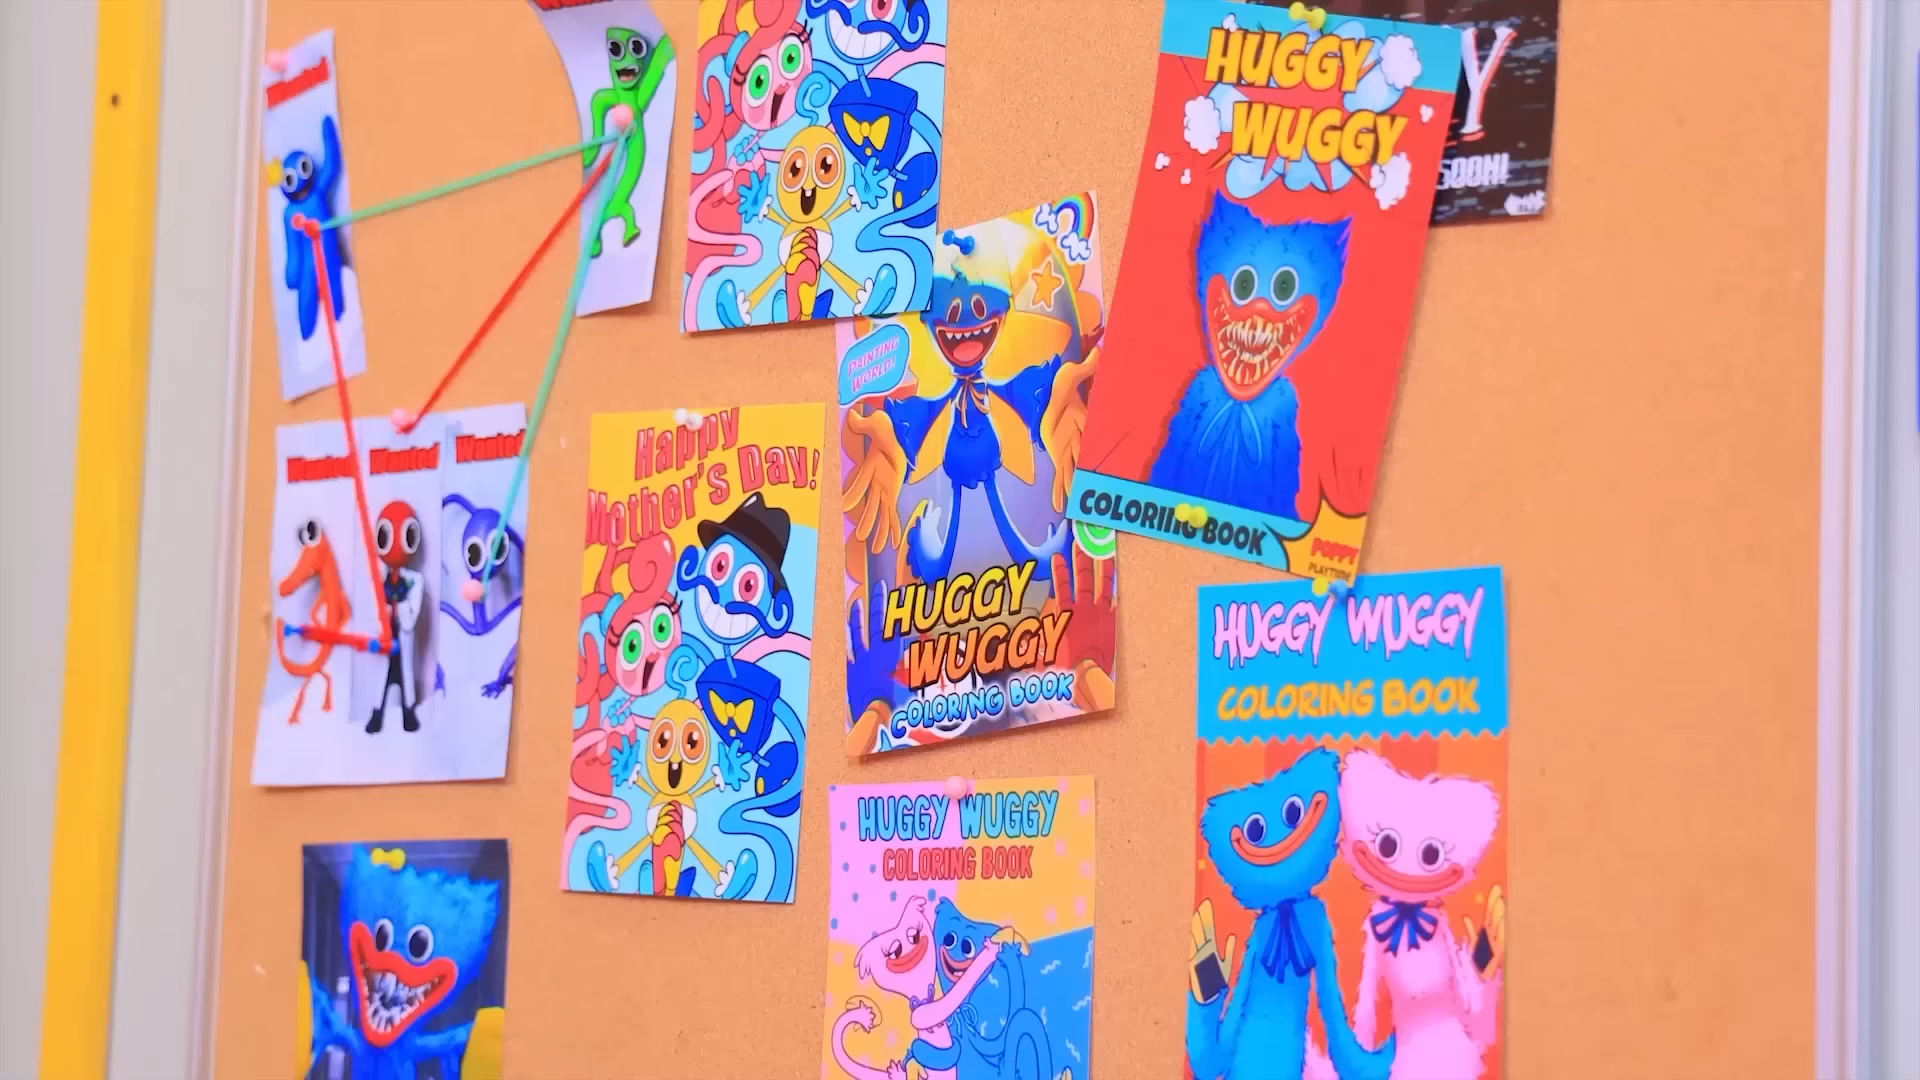 Wanted
HUGGY
WUGGY
Y
SOON!
COLORING BOOK
POPPY
PLAYTIME
PAINTING
WORLD!
HUGGY
WUGGY
COLORING BOOK
Wanted Wanted Wanted
Happy
Mother's Day!
HUGGY WUGGY
COLORING BOOK
HUGGY WUGGY
COLORING BOOK